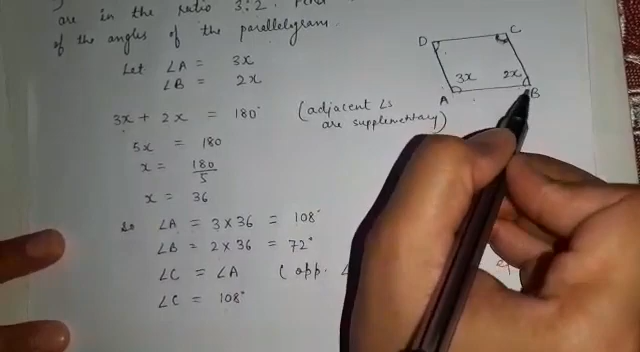 are in the ratio 3:2.
of the angles of the parallelogram.
Let ∠A = 3x
∠B = 2x
3x + 2x = 180° (adjacent ∠s
are supplementary)
5x = 180
x = 180/5
x = 36
So ∠A = 3 × 36 = 108°
∠B = 2 × 36 = 72°
∠C = ∠A (opp. ∠
∠C = 108°
D C
3x 2x
A B